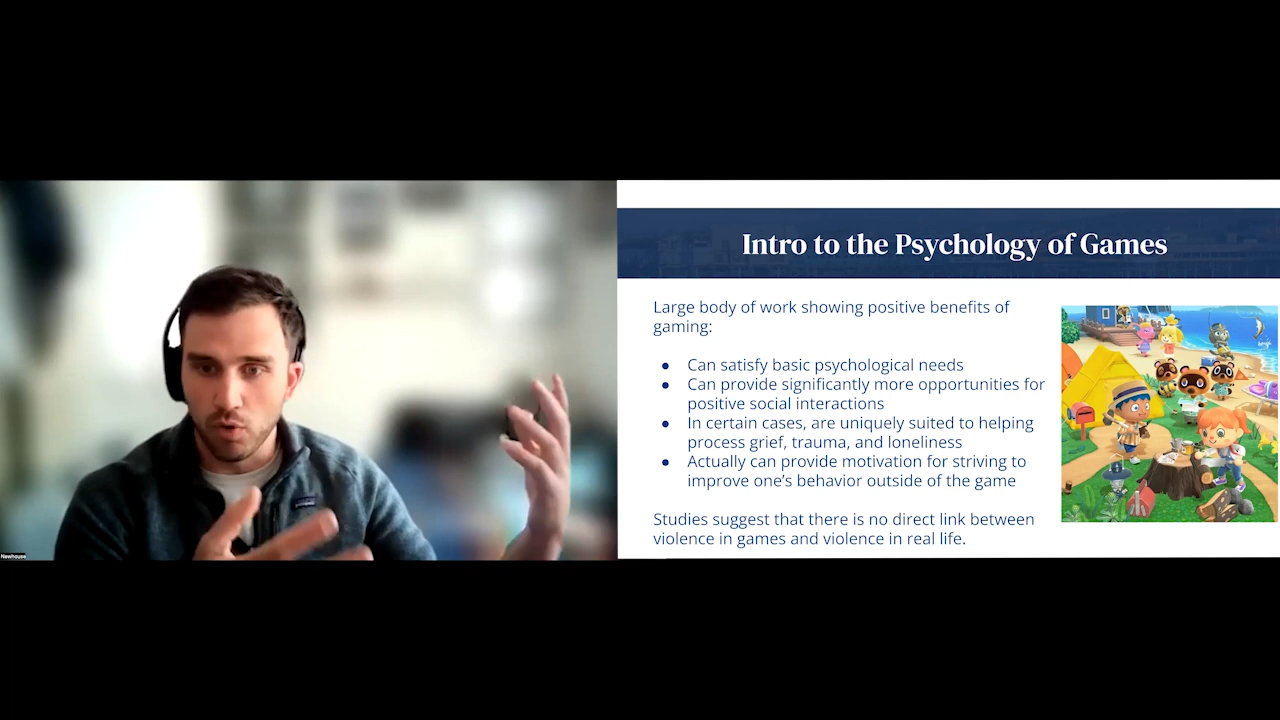 Intro to the Psychology of Games
Large body of work showing positive benefits of
gaming:
● Can satisfy basic psychological needs
● Can provide significantly more opportunities for
positive social interactions
● In certain cases, are uniquely suited to helping
process grief, trauma, and loneliness
● Actually can provide motivation for striving to
improve one's behavior outside of the game
Studies suggest that there is no direct link between
violence in games and violence in real life.
Newhouse